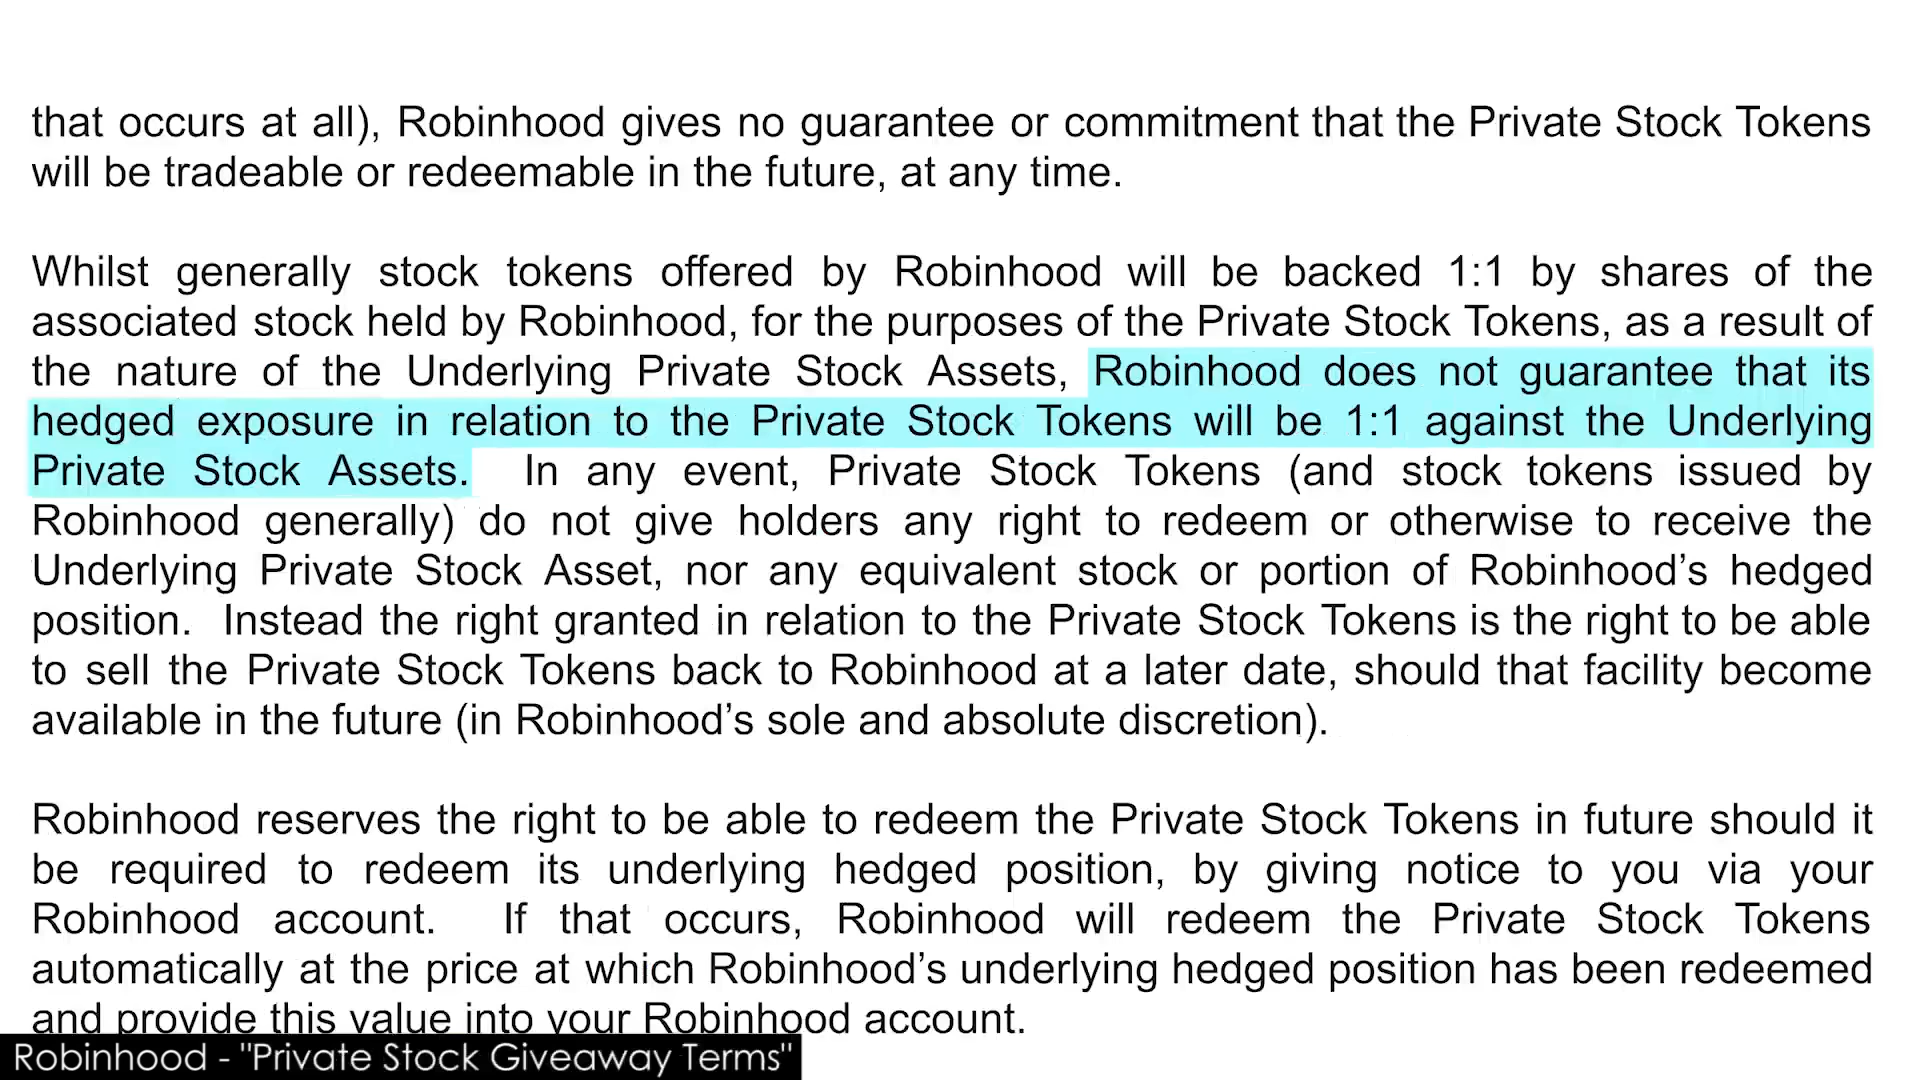 that occurs at all), Robinhood gives no guarantee or commitment that the Private Stock Tokens
will be tradeable or redeemable in the future, at any time.
Whilst generally stock tokens offered by Robinhood will be backed 1:1 by shares of the
associated stock held by Robinhood, for the purposes of the Private Stock Tokens, as a result of
the nature of the Underlying Private Stock Assets, Robinhood does not guarantee that its
hedged exposure in relation to the Private Stock Tokens will be 1:1 against the Underlying
Private Stock Assets. In any event, Private Stock Tokens (and stock tokens issued by
Robinhood generally) do not give holders any right to redeem or otherwise to receive the
Underlying Private Stock Asset, nor any equivalent stock or portion of Robinhood’s hedged
position. Instead the right granted in relation to the Private Stock Tokens is the right to be able
to sell the Private Stock Tokens back to Robinhood at a later date, should that facility become
available in the future (in Robinhood’s sole and absolute discretion).
Robinhood reserves the right to be able to redeem the Private Stock Tokens in future should it
be required to redeem its underlying hedged position, by giving notice to you via your
Robinhood account. If that occurs, Robinhood will redeem the Private Stock Tokens
automatically at the price at which Robinhood’s underlying hedged position has been redeemed
and provide this value into your Robinhood account.
Robinhood - "Private Stock Giveaway Terms"